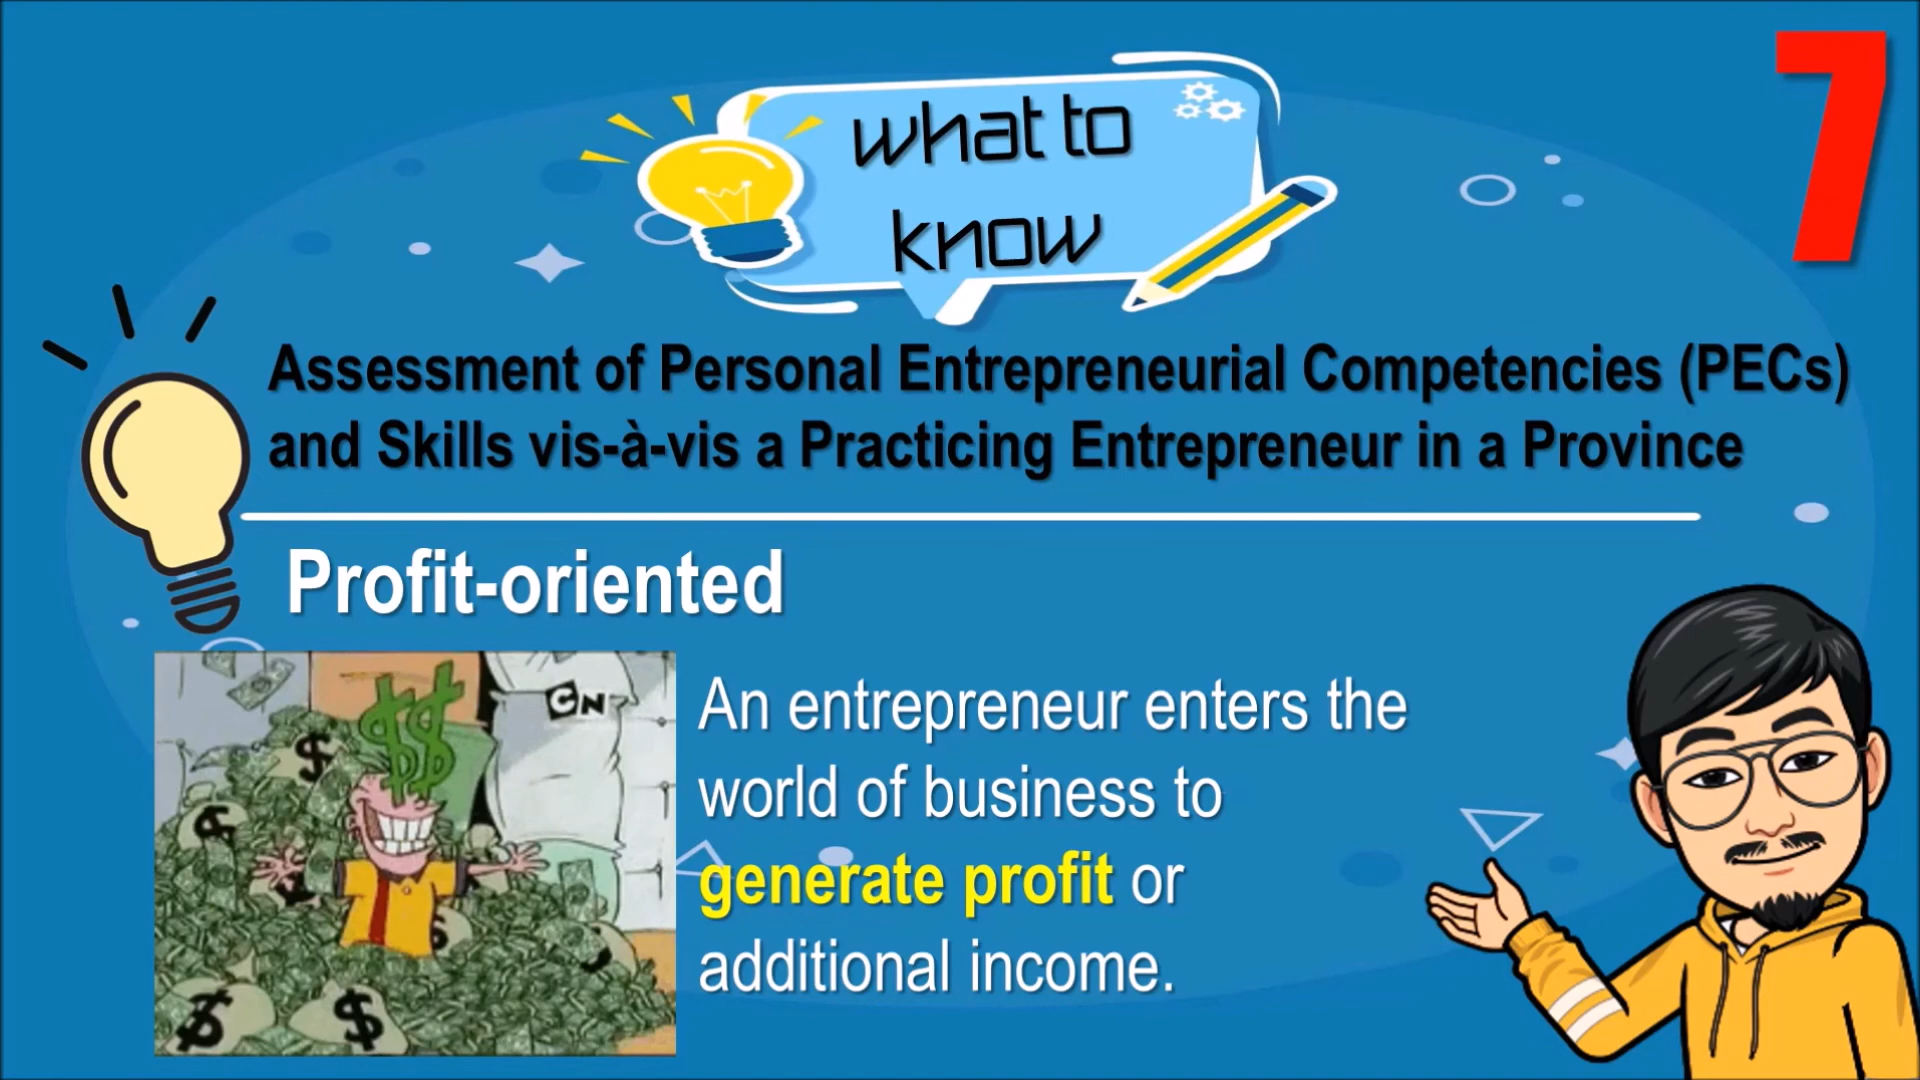 7
what to
know
Assessment of Personal Entrepreneurial Competencies (PECs)
and Skills vis-à-vis a Practicing Entrepreneur in a Province
Profit-oriented
CN
$ $
$
$
$
An entrepreneur enters the
world of business to
generate profit or
additional income.